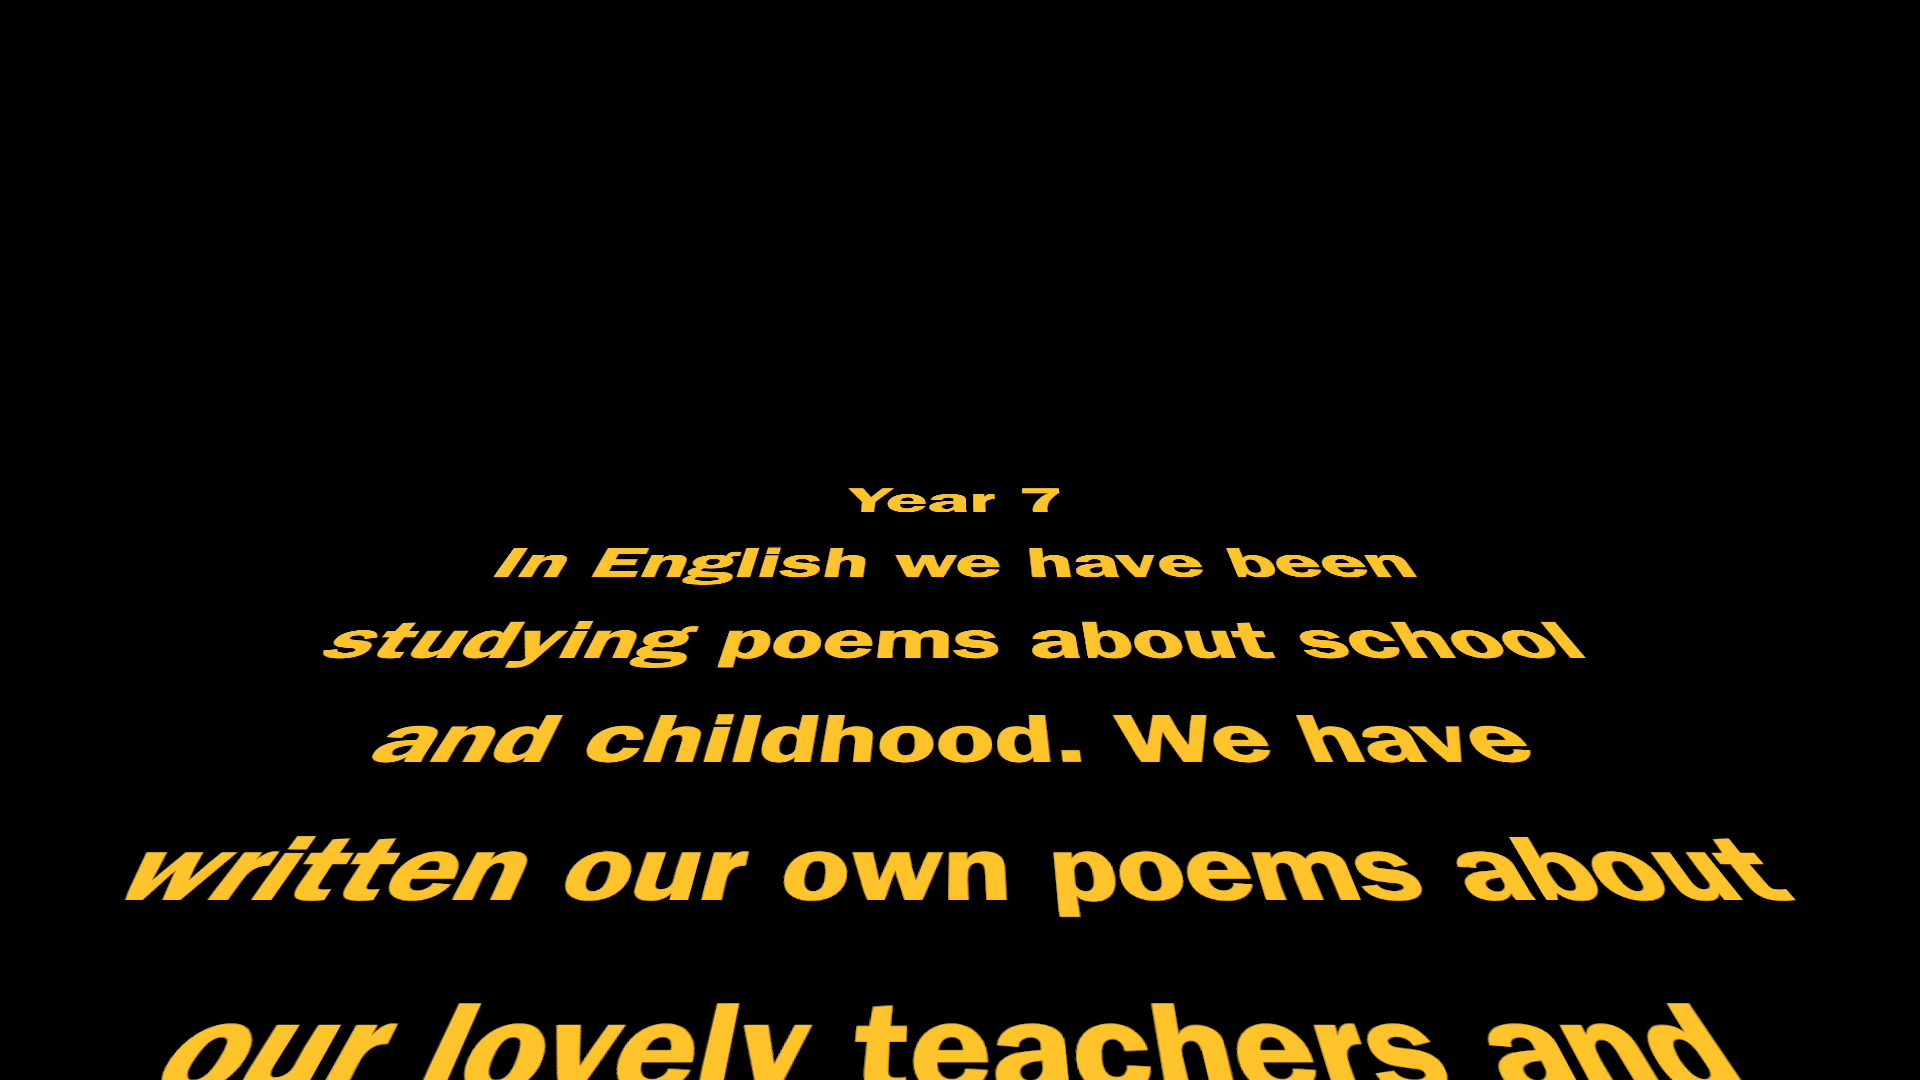 Year 7
In English we have been
studying poems about school
and childhood. We have
written our own poems about
our lovely teachers and